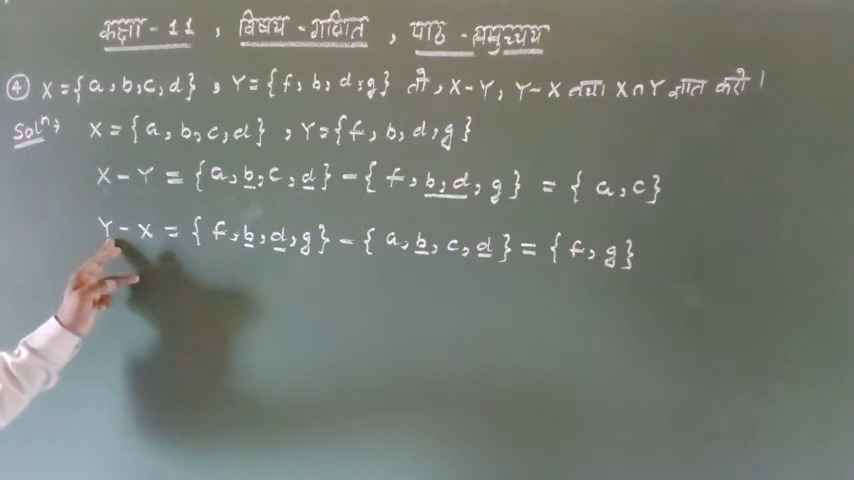 कक्षा - 11 , विषय - गणित , पाठ - समुच्चय
④ X = {a, b, c, d} , Y = {f, b, d, g} तो , X - Y , Y - X तथा X ∩ Y ज्ञात करो ।
Solⁿ: X = {a, b, c, d} , Y = {f, b, d, g}
X - Y = {a, b, c, d} - {f, b, d, g} = {a, c}
Y - X = {f, b, d, g} - {a, b, c, d} = {f, g}